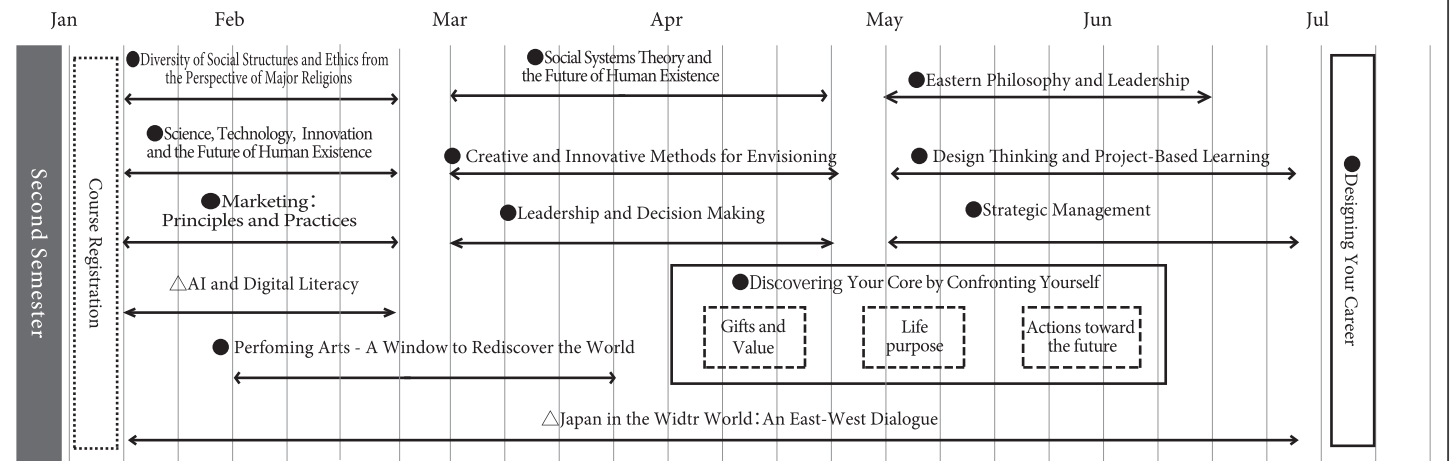 Jan Feb Mar Apr May Jun Jul
Second Semester
Course Registration
●Diversity of Social Structures and Ethics from
the Perspective of Major Religions
●Social Systems Theory and
the Future of Human Existence
●Eastern Philosophy and Leadership
●Science, Technology, Innovation
and the Future of Human Existence
● Creative and Innovative Methods for Envisioning
● Design Thinking and Project-Based Learning
●Marketing：
Principles and Practices
●Leadership and Decision Making
●Strategic Management
△AI and Digital Literacy
●Discovering Your Core by Confronting Yourself
Gifts and
Value
Life
purpose
Actions toward
the future
● Perfoming Arts - A Window to Rediscover the World
△Japan in the Widtr World：An East-West Dialogue
●Designing Your Career